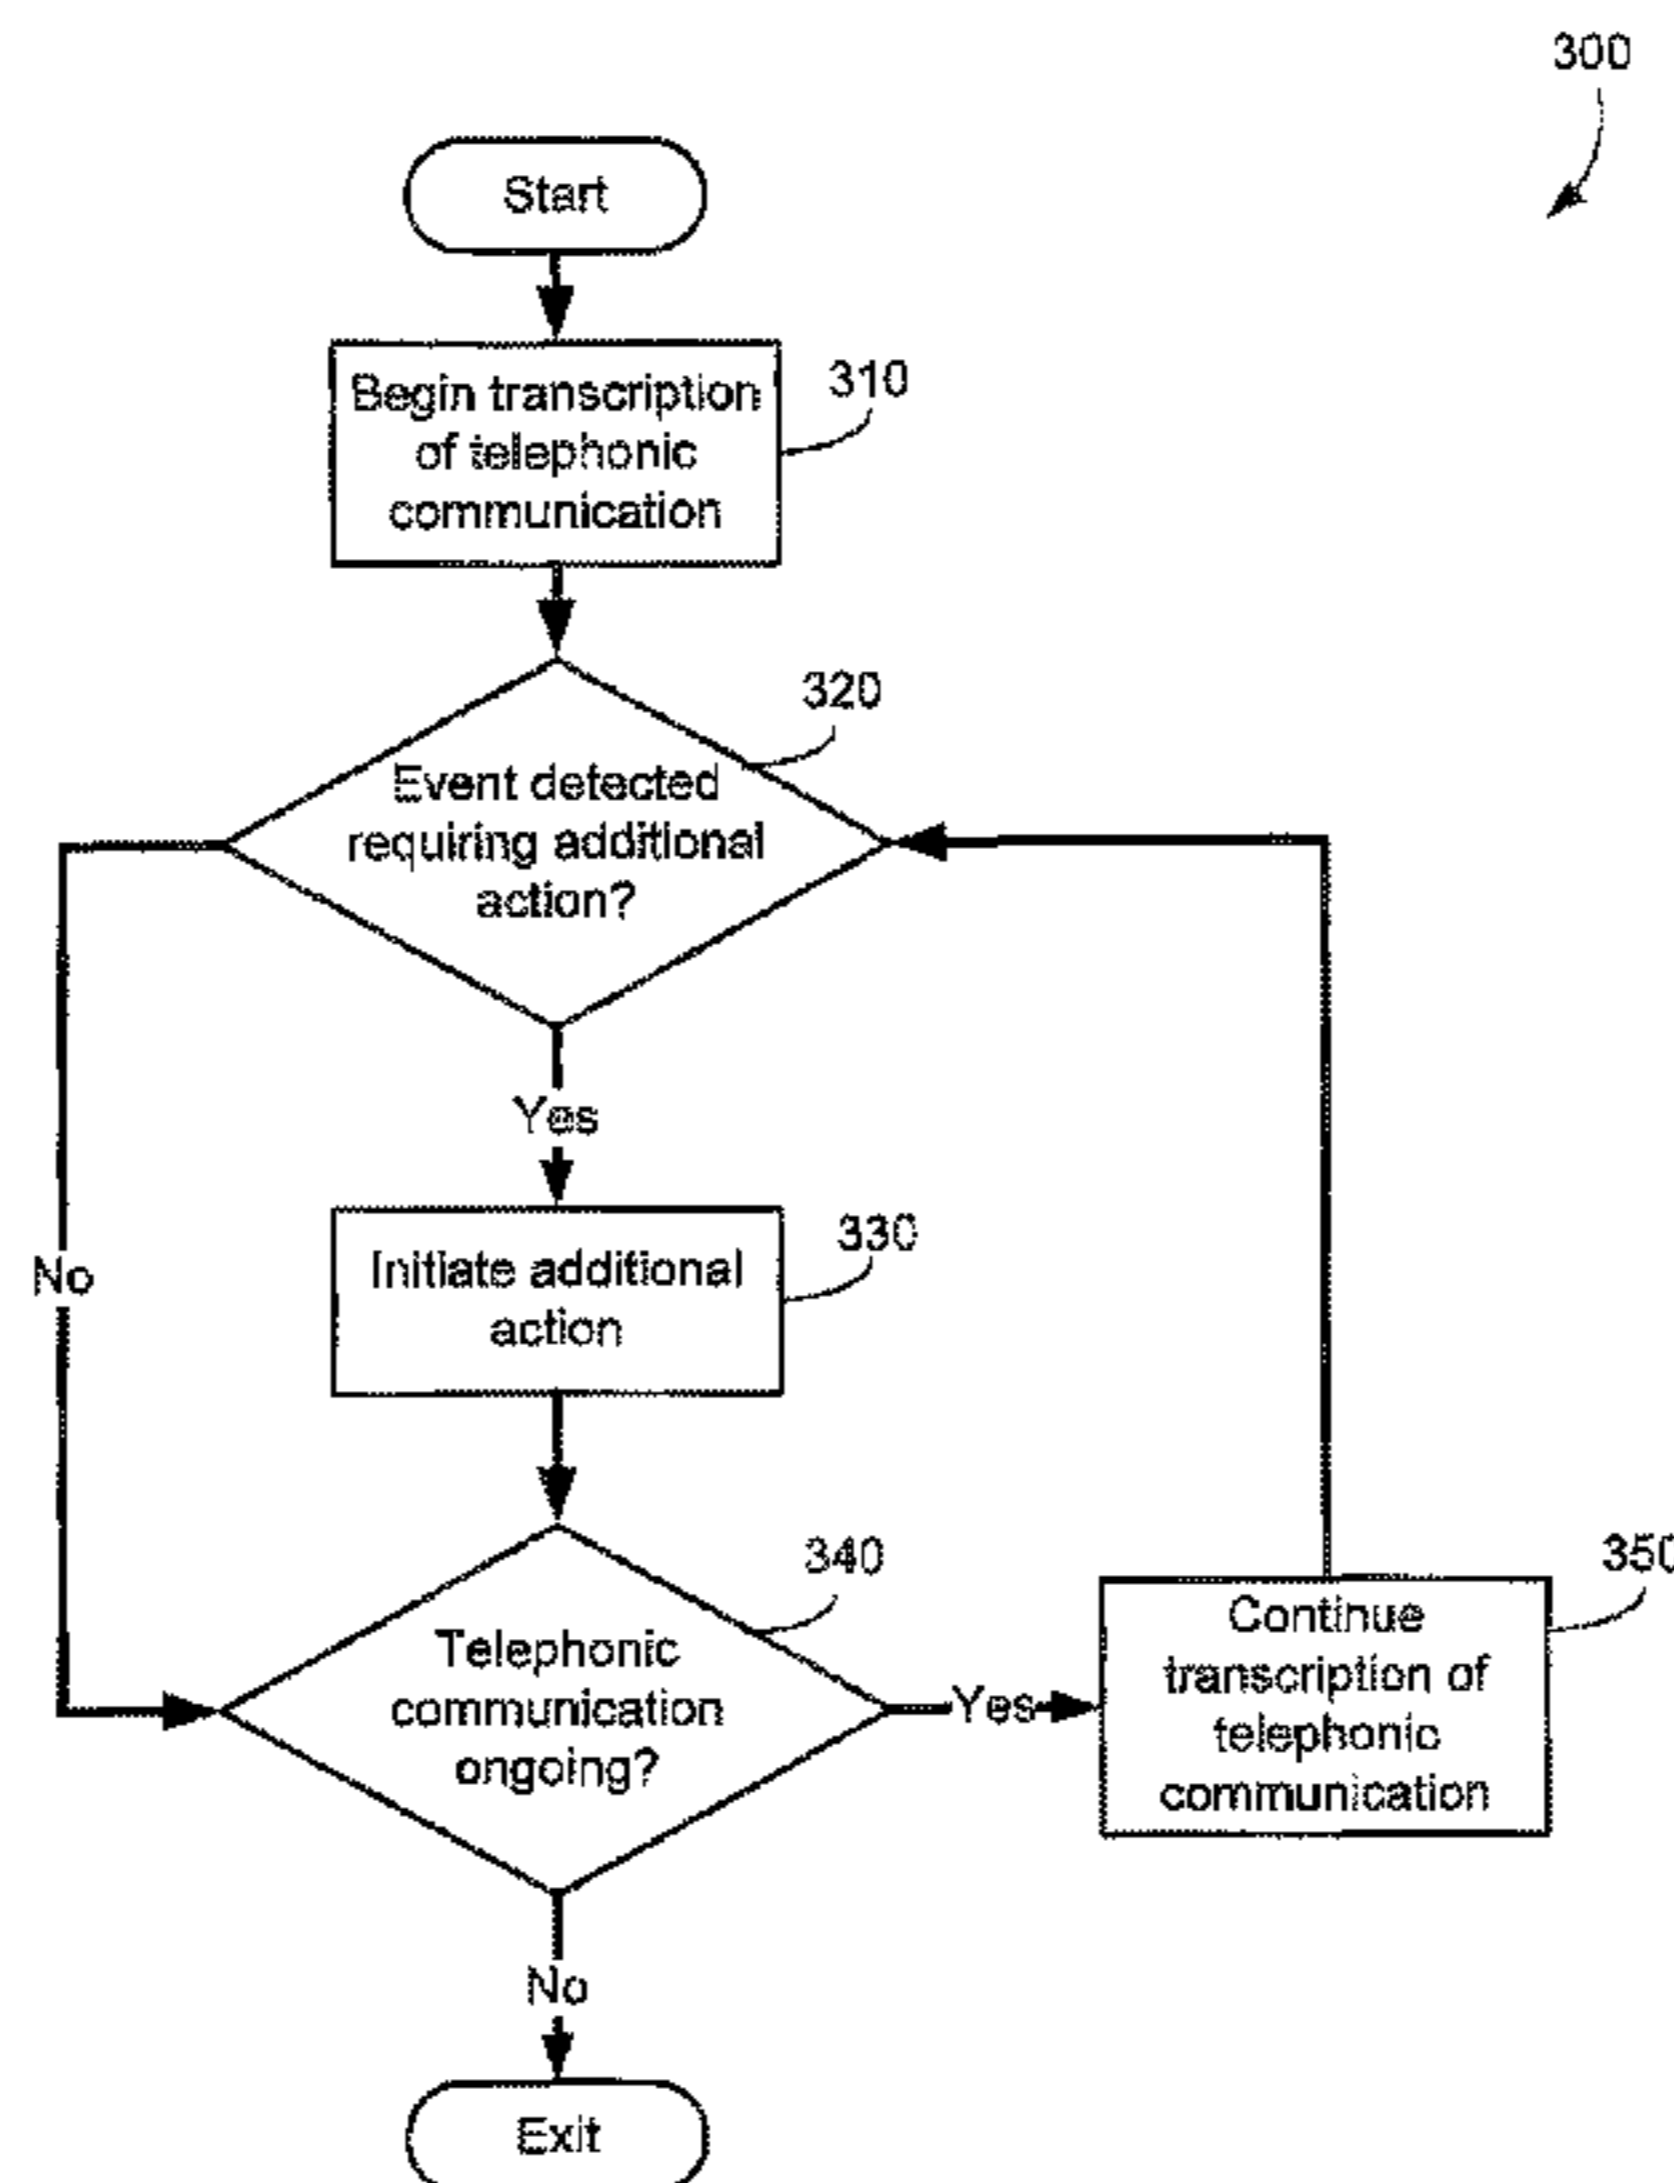 300
Start
Begin transcription
of telephonic
communication
310
320
Event detected
requiring additional
action?
Yes
No
330
Initiate additional
action
340
Telephonic
communication
ongoing?
Yes
350
Continue
transcription of
telephonic
communication
No
Exit